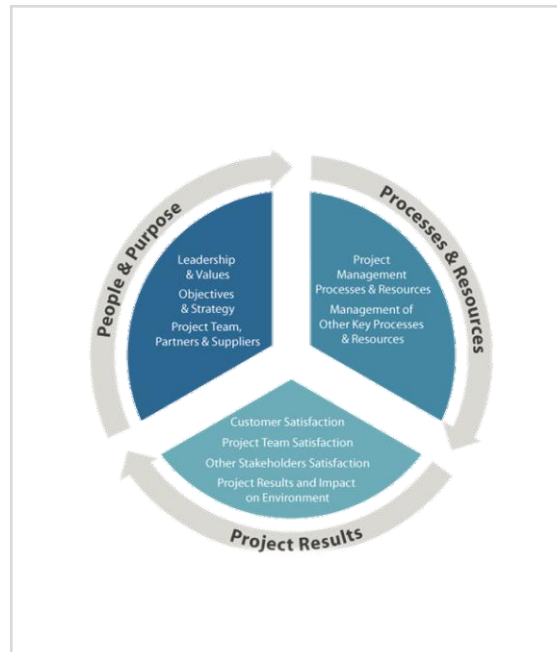 People & Purpose
Leadership
& Values
Objectives
& Strategy
Project Team,
Partners & Suppliers
Processes & Resources
Project
Management
Processes & Resources
Management of
Other Key Processes
& Resources
Customer Satisfaction
Project Team Satisfaction
Other Stakeholders Satisfaction
Project Results and Impact
on Environment
Project Results